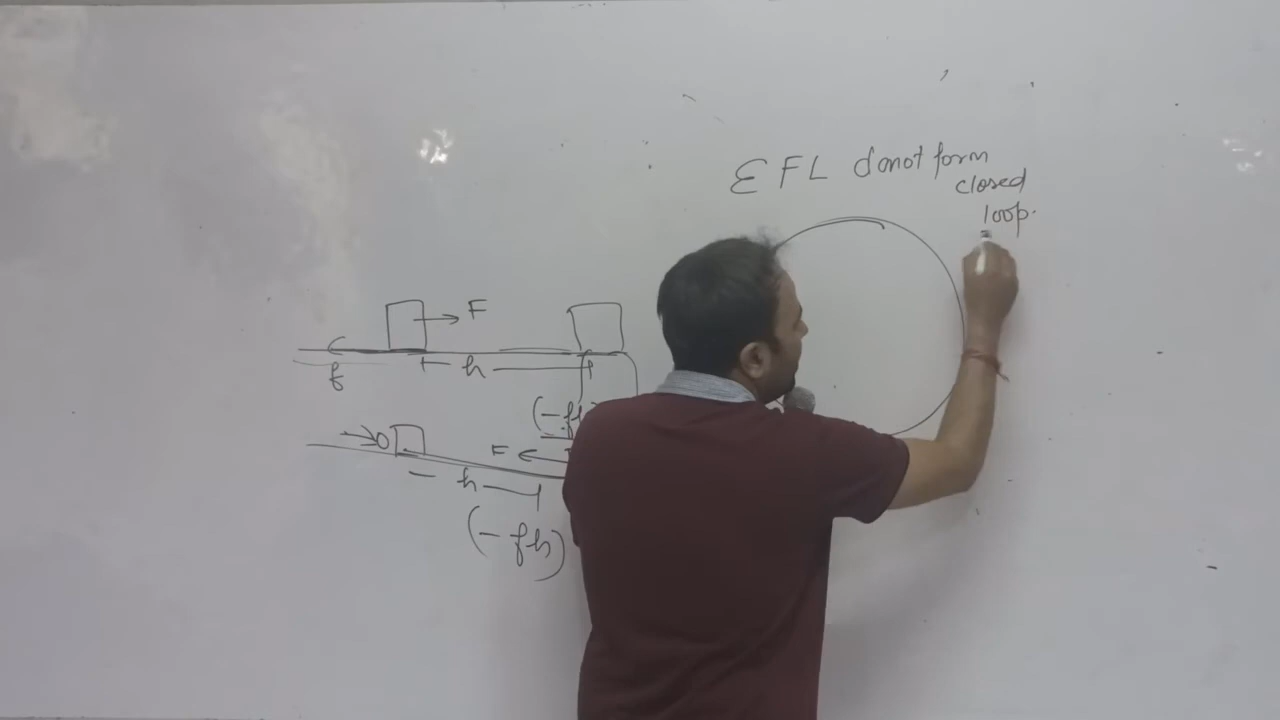 EFL donot form
closed
loop.
F
f
h
(-fh
F
h
(-fh)